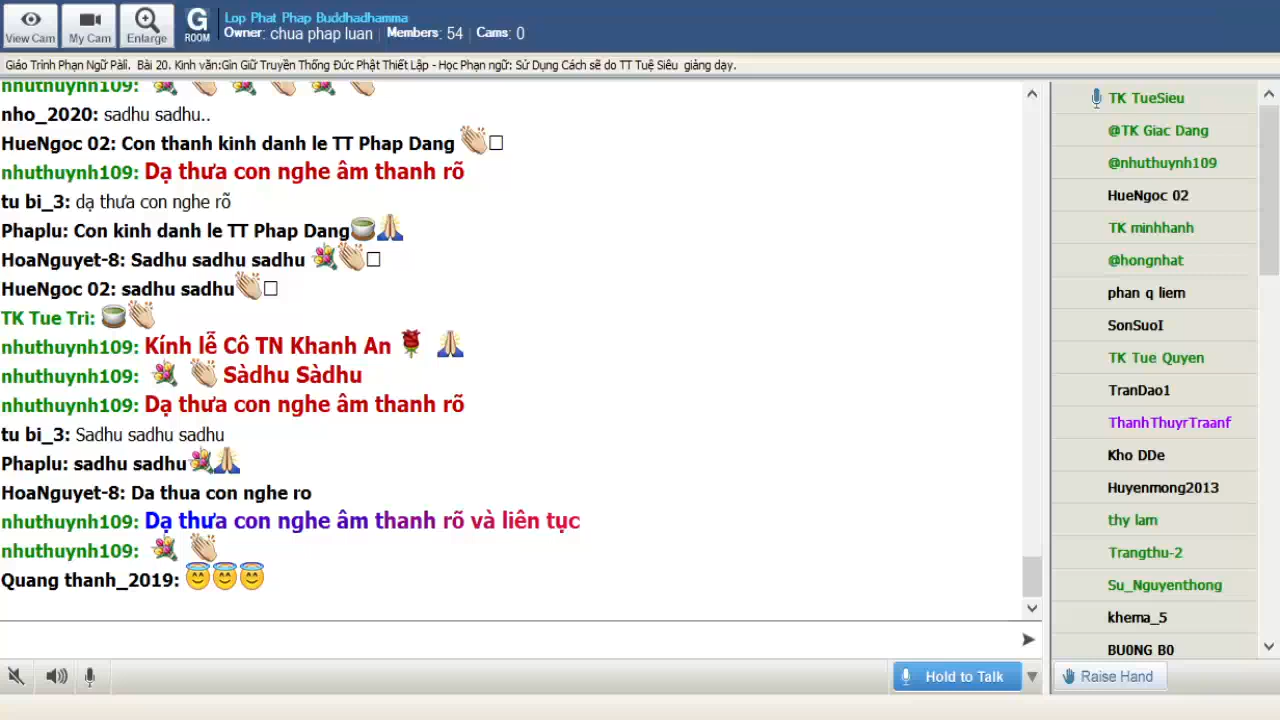 View Cam
My Cam
Enlarge
G ROOM
Lop Phat Phap Buddhadhamma
Owner: chua phap luan
Members: 54
Cams: 0
Giáo Trình Phạn Ngữ Pāli. Bài 20. Kinh văn:Gìn Giữ Truyền Thống Đức Phật Thiết Lập - Học Phạn ngữ: Sử Dụng Cách sẽ do TT Tuệ Siêu giảng dạy.
nhuthuynh109:
nho_2020: sadhu sadhu..
HueNgoc 02: Con thanh kinh danh le TT Phap Dang
nhuthuynh109: Dạ thưa con nghe âm thanh rõ
tu bi_3: dạ thưa con nghe rõ
Phaplu: Con kinh danh le TT Phap Dang
HoaNguyet-8: Sadhu sadhu sadhu
HueNgoc 02: sadhu sadhu
TK Tue Tri:
nhuthuynh109: Kính lễ Cô TN Khanh An
nhuthuynh109: Sàdhu Sàdhu
nhuthuynh109: Dạ thưa con nghe âm thanh rõ
tu bi_3: Sadhu sadhu sadhu
Phaplu: sadhu sadhu
HoaNguyet-8: Da thua con nghe ro
nhuthuynh109: Dạ thưa con nghe âm thanh rõ và liên tục
nhuthuynh109:
Quang thanh_2019:
Hold to Talk
TK TueSieu
@TK Giac Dang
@nhuthuynh109
HueNgoc 02
TK minhhanh
@hongnhat
phan q liem
SonSuoI
TK Tue Quyen
TranDao1
ThanhThuyrTraanf
Kho DDe
Huyenmong2013
thy lam
Trangthu-2
Su_Nguyenthong
khema_5
BU0NG B0
Raise Hand